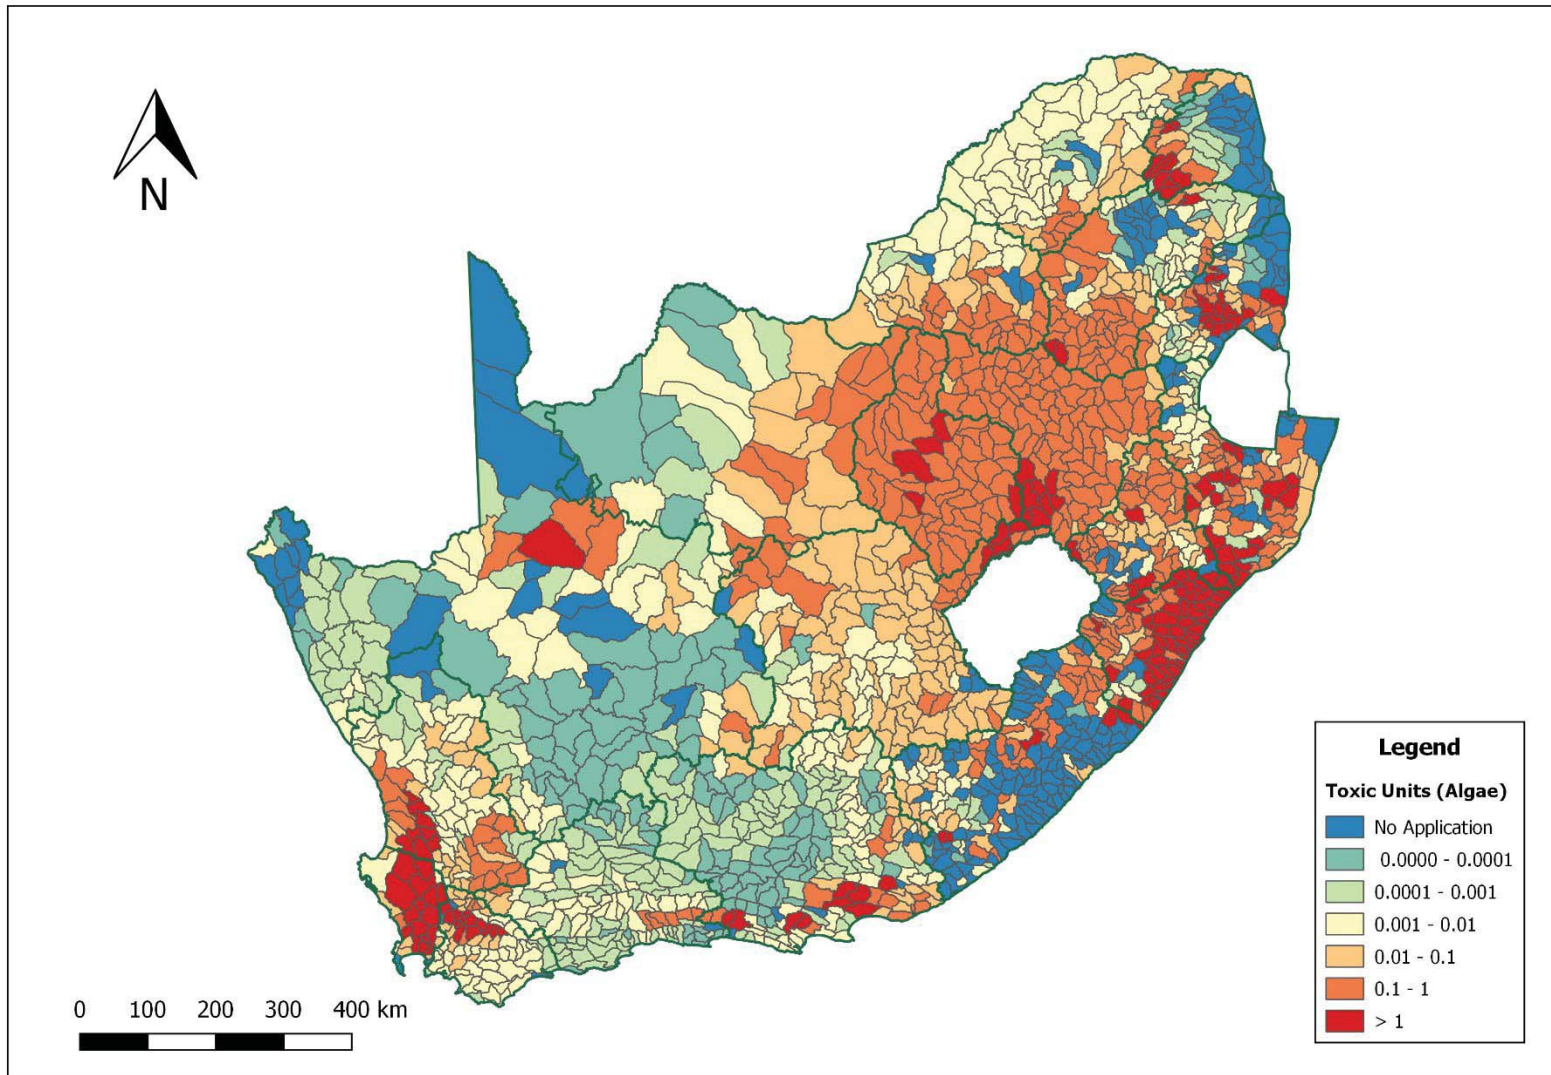 N
0 100 200 300 400 km
Legend
Toxic Units (Algae)
No Application
0.0000 - 0.0001
0.0001 - 0.001
0.001 - 0.01
0.01 - 0.1
0.1 - 1
> 1